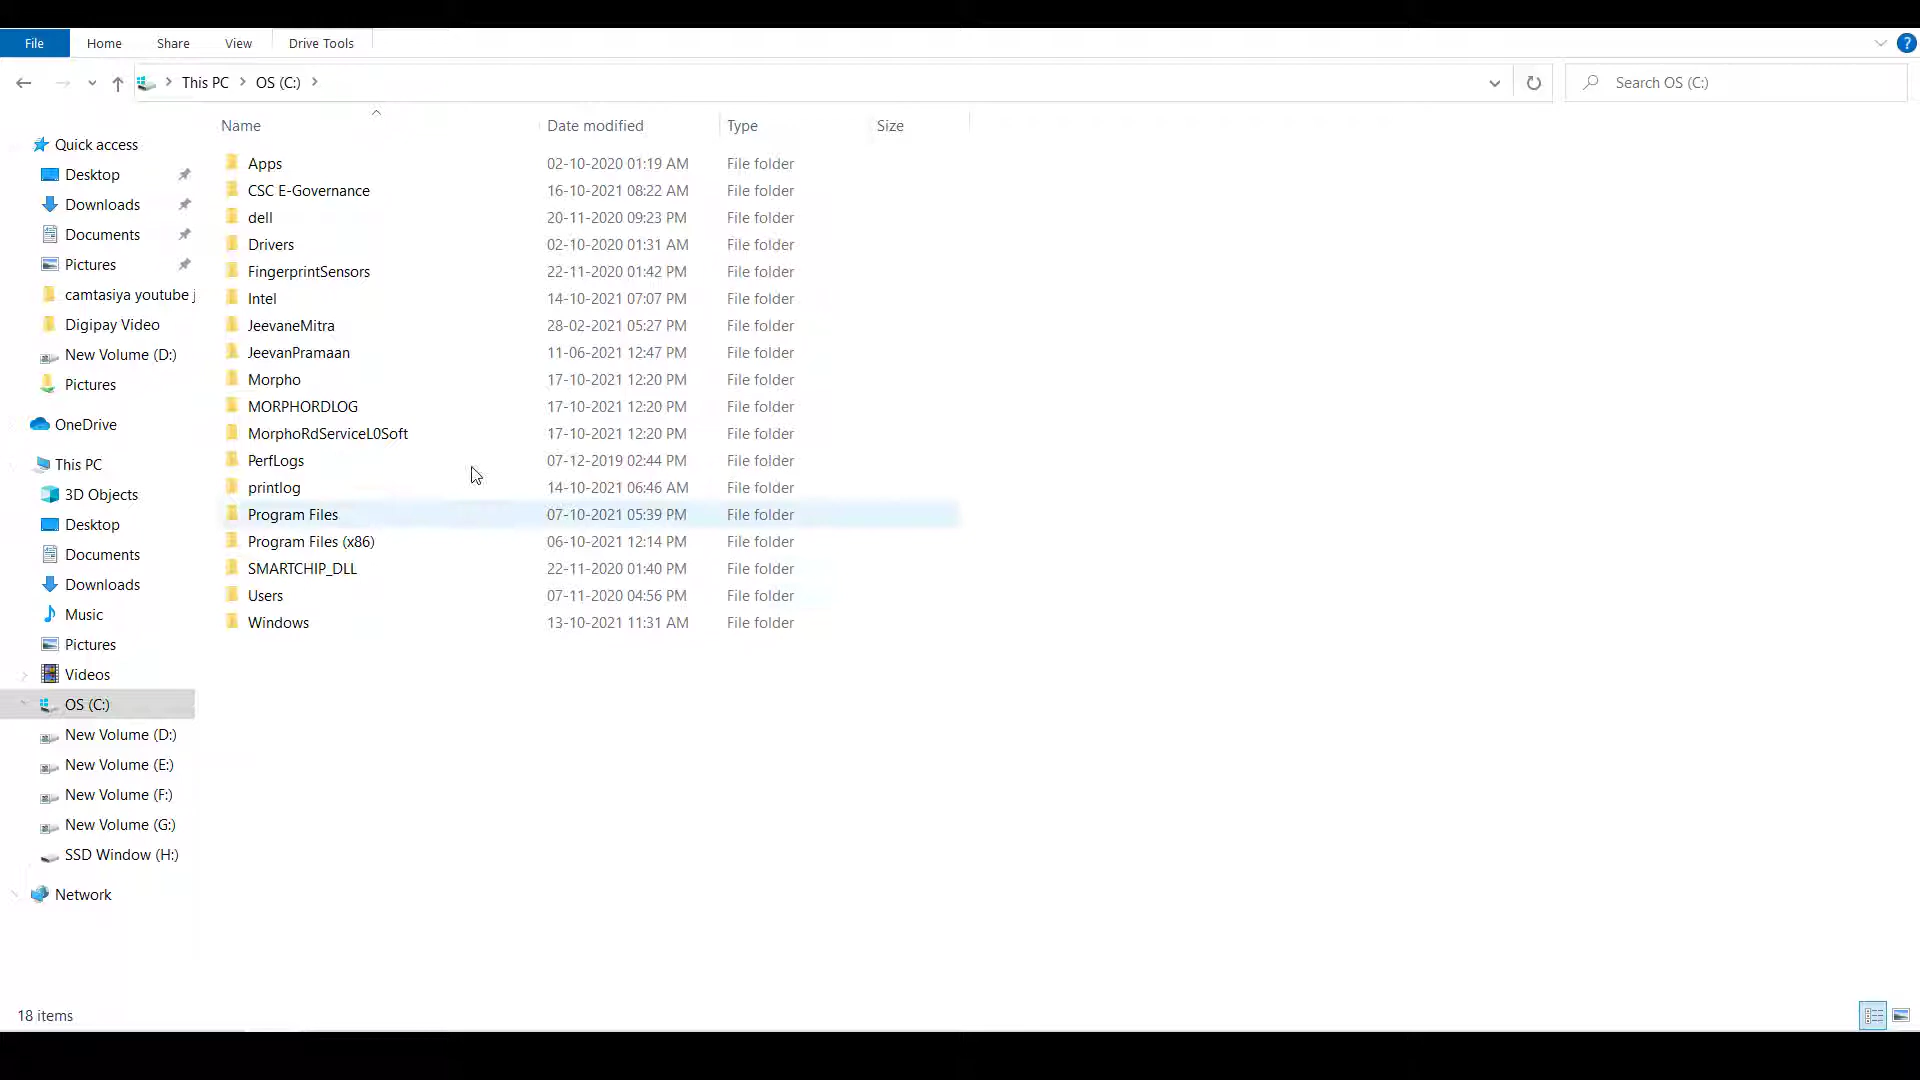 File Home Share View Drive Tools ?
This PC OS (C:) Search OS (C:)
Name Date modified Type Size
Quick access
Desktop
Downloads
Documents
Pictures
camtasiya youtube j
Digipay Video
New Volume (D:)
Pictures
OneDrive
This PC
3D Objects
Desktop
Documents
Downloads
Music
Pictures
Videos
OS (C:)
New Volume (D:)
New Volume (E:)
New Volume (F:)
New Volume (G:)
SSD Window (H:)
Network
Apps 02-10-2020 01:19 AM File folder
CSC E-Governance 16-10-2021 08:22 AM File folder
dell 20-11-2020 09:23 PM File folder
Drivers 02-10-2020 01:31 AM File folder
FingerprintSensors 22-11-2020 01:42 PM File folder
Intel 14-10-2021 07:07 PM File folder
JeevaneMitra 28-02-2021 05:27 PM File folder
JeevanPramaan 11-06-2021 12:47 PM File folder
Morpho 17-10-2021 12:20 PM File folder
MORPHORDLOG 17-10-2021 12:20 PM File folder
MorphoRdServiceL0Soft 17-10-2021 12:20 PM File folder
PerfLogs 07-12-2019 02:44 PM File folder
printlog 14-10-2021 06:46 AM File folder
Program Files 07-10-2021 05:39 PM File folder
Program Files (x86) 06-10-2021 12:14 PM File folder
SMARTCHIP_DLL 22-11-2020 01:40 PM File folder
Users 07-11-2020 04:56 PM File folder
Windows 13-10-2021 11:31 AM File folder
18 items